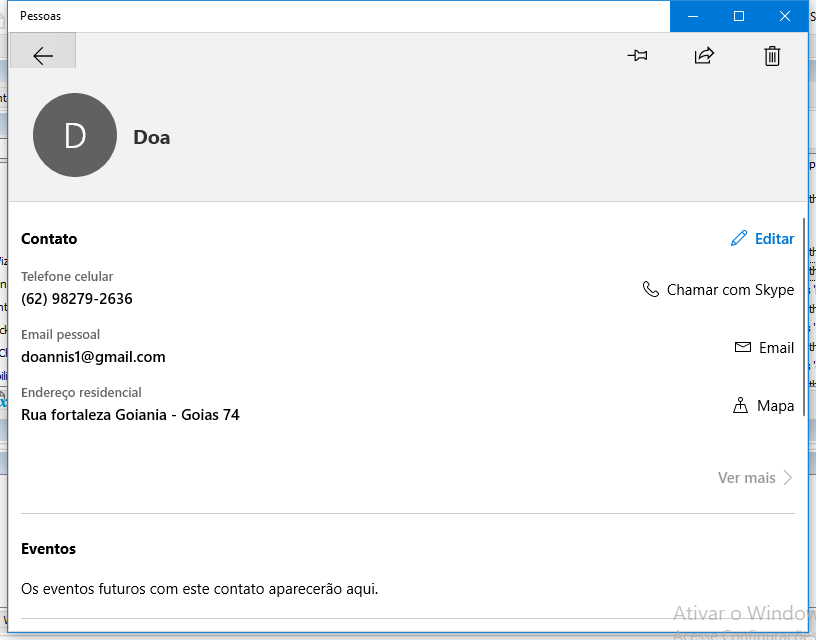 Pessoas
D
Doa
Contato
Editar
Telefone celular
(62) 98279-2636
Chamar com Skype
Email pessoal
doannis1@gmail.com
Email
Endereço residencial
Rua fortaleza Goiania - Goias 74
Mapa
Ver mais
Eventos
Os eventos futuros com este contato aparecerão aqui.
Ativar o Window
Acesse Configurações